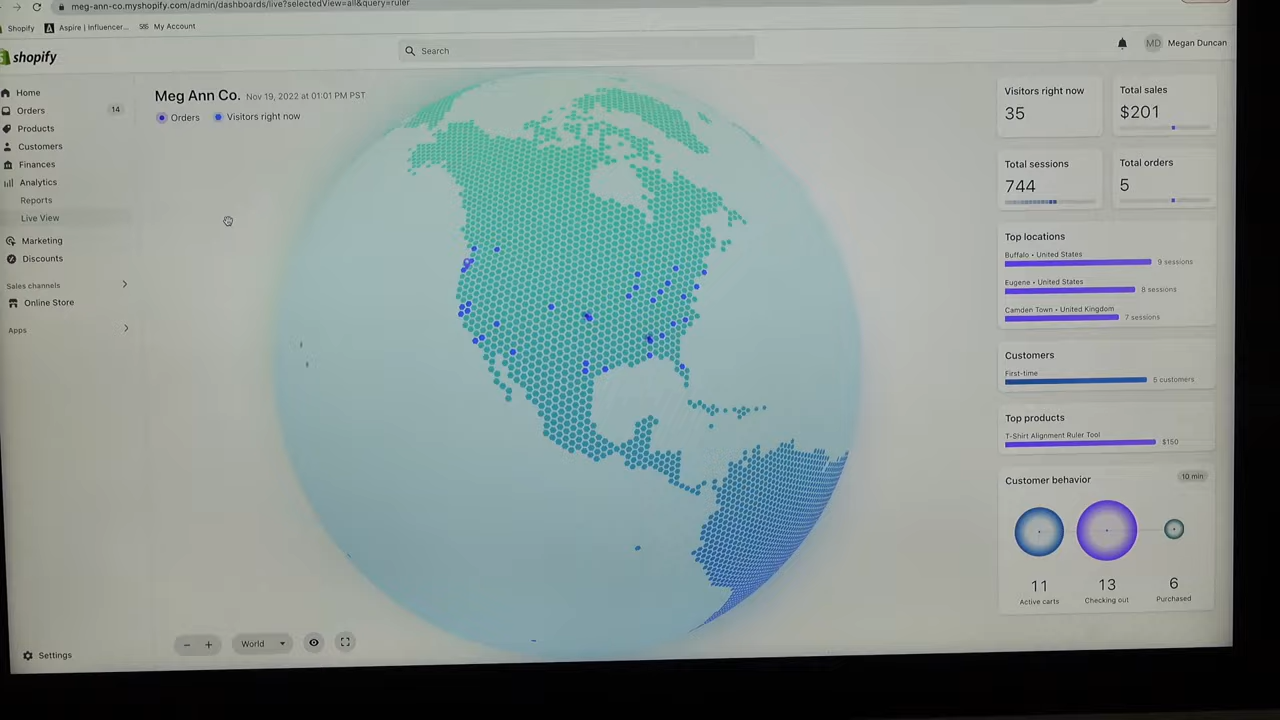 meg-ann-co.myshopify.com/admin/dashboards/live?selectedView=all&query=ruler
Shopify
Aspire | Influencer...
My Account
shopify
Search
MD Megan Duncan
Home
Orders 14
Products
Customers
Finances
Analytics
Reports
Live View
Marketing
Discounts
Sales channels
Online Store
Apps
Settings
Meg Ann Co. Nov 19, 2022 at 01:01 PM PST
Orders Visitors right now
World
Visitors right now
35
Total sales
$201
Total sessions
744
Total orders
5
Top locations
Buffalo • United States
9 sessions
Eugene • United States
8 sessions
Camden Town • United Kingdom
7 sessions
Customers
First-time
5 customers
Top products
T-Shirt Alignment Ruler Tool
$150
Customer behavior 10 min
11 13 6
Active carts Checking out Purchased